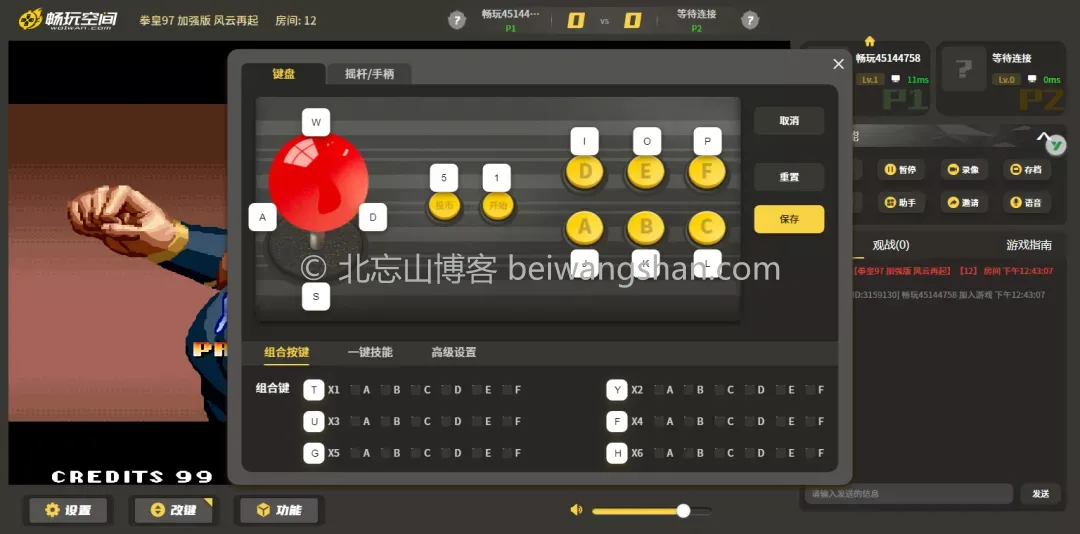 畅玩空间
WOIWAN.COM
拳皇97 加强版 风云再起 房间: 12
? 畅玩45144··· P1
0 vs 0
等待连接 P2 ?
键盘 摇杆/手柄
W
A D
S
5 1
投币 开始
I O P
D E F
A B C
J K L
取消
重置
保存
© 北忘山博客 beiwangshan.com
组合按键 一键技能 高级设置
组合键 T X1 A B C D E F
Y X2 A B C D E F
U X3 A B C D E F
F X4 A B C D E F
G X5 A B C D E F
H X6 A B C D E F
畅玩45144758
Lv.1 11ms
P1
? 等待连接
Lv.0 0ms
P2
暂停 录像 存档
助手 邀请 语音
观战(0) 游戏指南
【拳皇97 加强版 风云再起】【12】 房间 下午12:43:07
ID:3159130] 畅玩45144758 加入游戏 下午12:43:07
CREDITS 99
设置 改键 功能
请输入发送的信息 发送